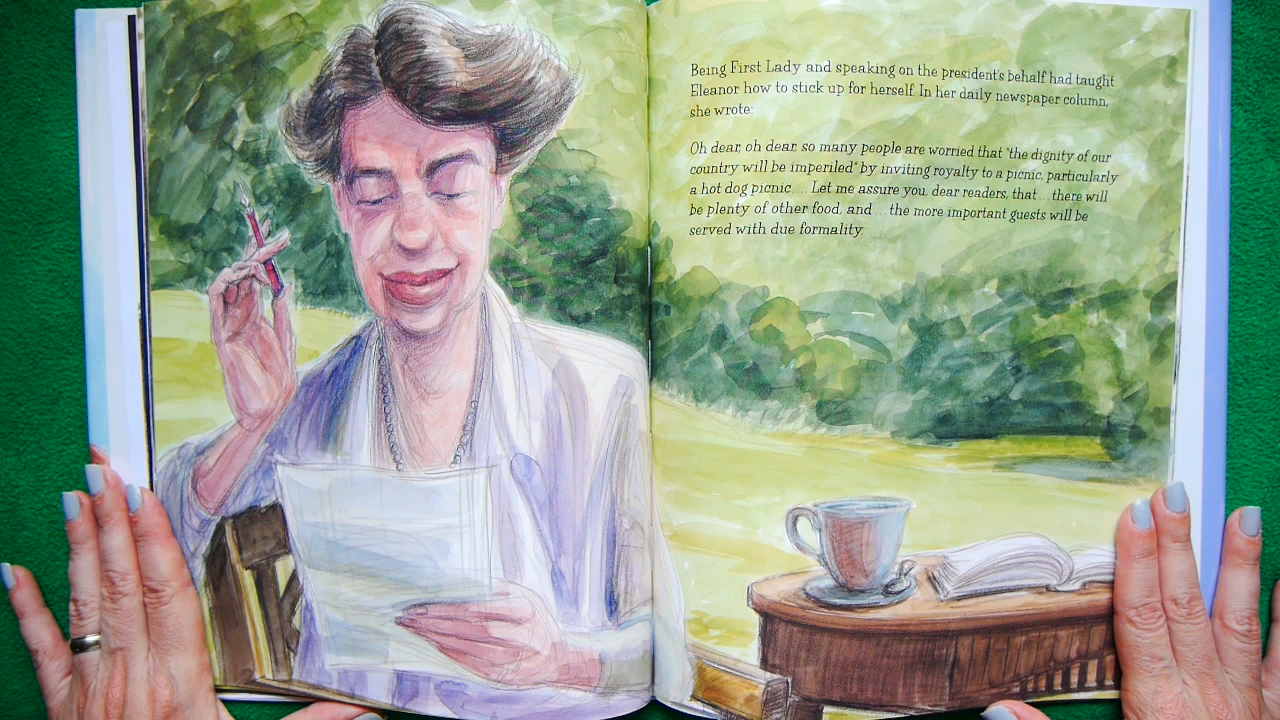 Being First Lady and speaking on the president's behalf had taught
Eleanor how to stick up for herself. In her daily newspaper column,
she wrote:
Oh dear, oh dear, so many people are worried that "the dignity of our
country will be imperiled" by inviting royalty to a picnic, particularly
a hot dog picnic. . . . Let me assure you, dear readers, that . . . there will
be plenty of other food, and . . . the more important guests will be
served with due formality.